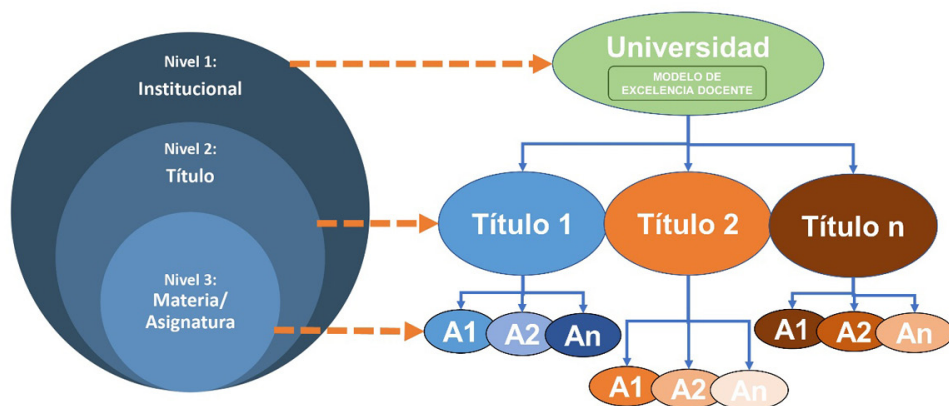 Nivel 1:
Institucional
Nivel 2:
Título
Nivel 3:
Materia/
Asignatura
Universidad
MODELO DE
EXCELENCIA DOCENTE
Título 1
Título 2
Título n
A1
A2
An
A1
A2
An
A1
A2
An